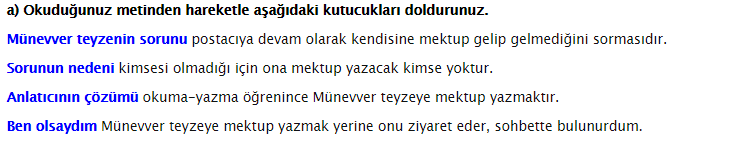 a) Okuduğunuz metinden hareketle aşağıdaki kutucukları doldurunuz.
Münevver teyzenin sorunu postacıya devam olarak kendisine mektup gelip gelmediğini sormasıdır.
Sorunun nedeni kimsesi olmadığı için ona mektup yazacak kimse yoktur.
Anlatıcının çözümü okuma-yazma öğrenince Münevver teyzeye mektup yazmaktır.
Ben olsaydım Münevver teyzeye mektup yazmak yerine onu ziyaret eder, sohbette bulunurdum.